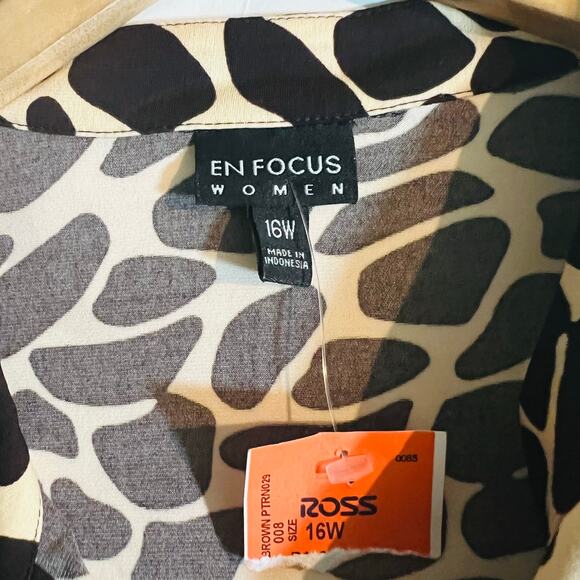 EN FOCUS
WOMEN
16W
MADE IN
INDONESIA
0085
BROWN PTRN029
008
SIZE
ROSS
16W